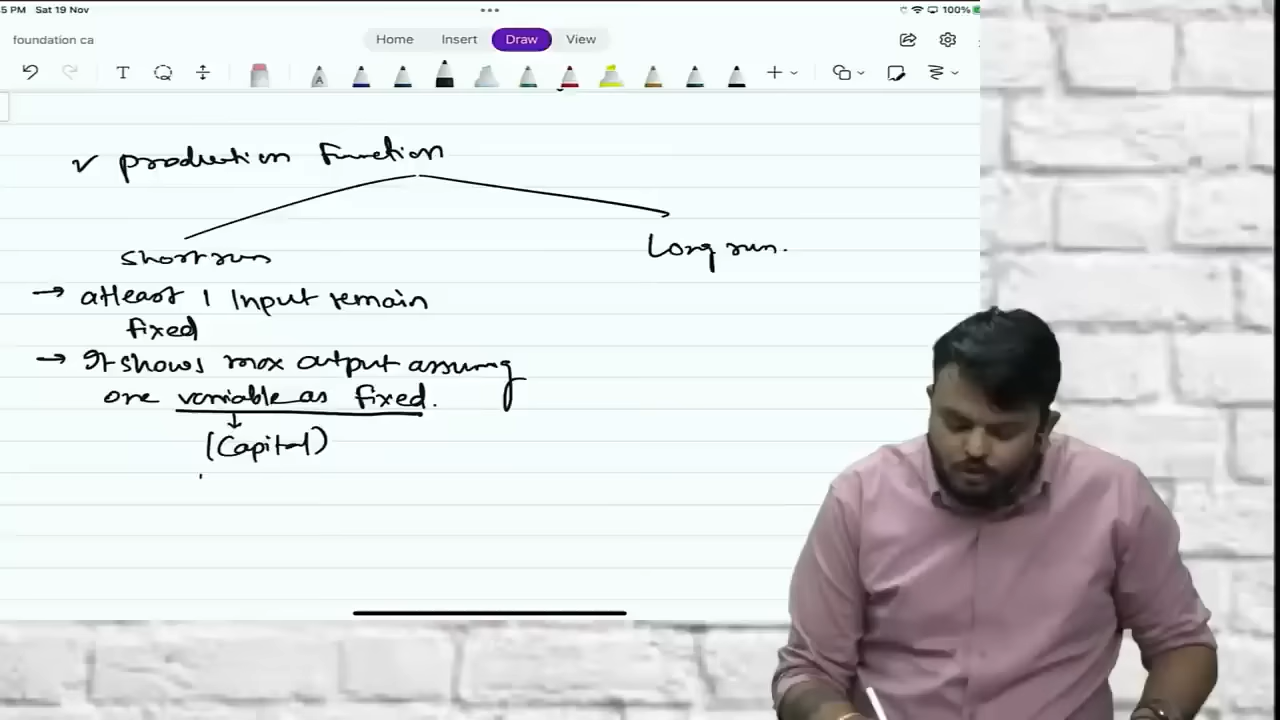 5 PM Sat 19 Nov
100%
foundation ca
Home Insert Draw View
T
A
✓ production Function
Short run
Long run.
→ atleast 1 Input remain
fixed
→ It shows max output assuming
one variable as fixed.
↓
(Capital)